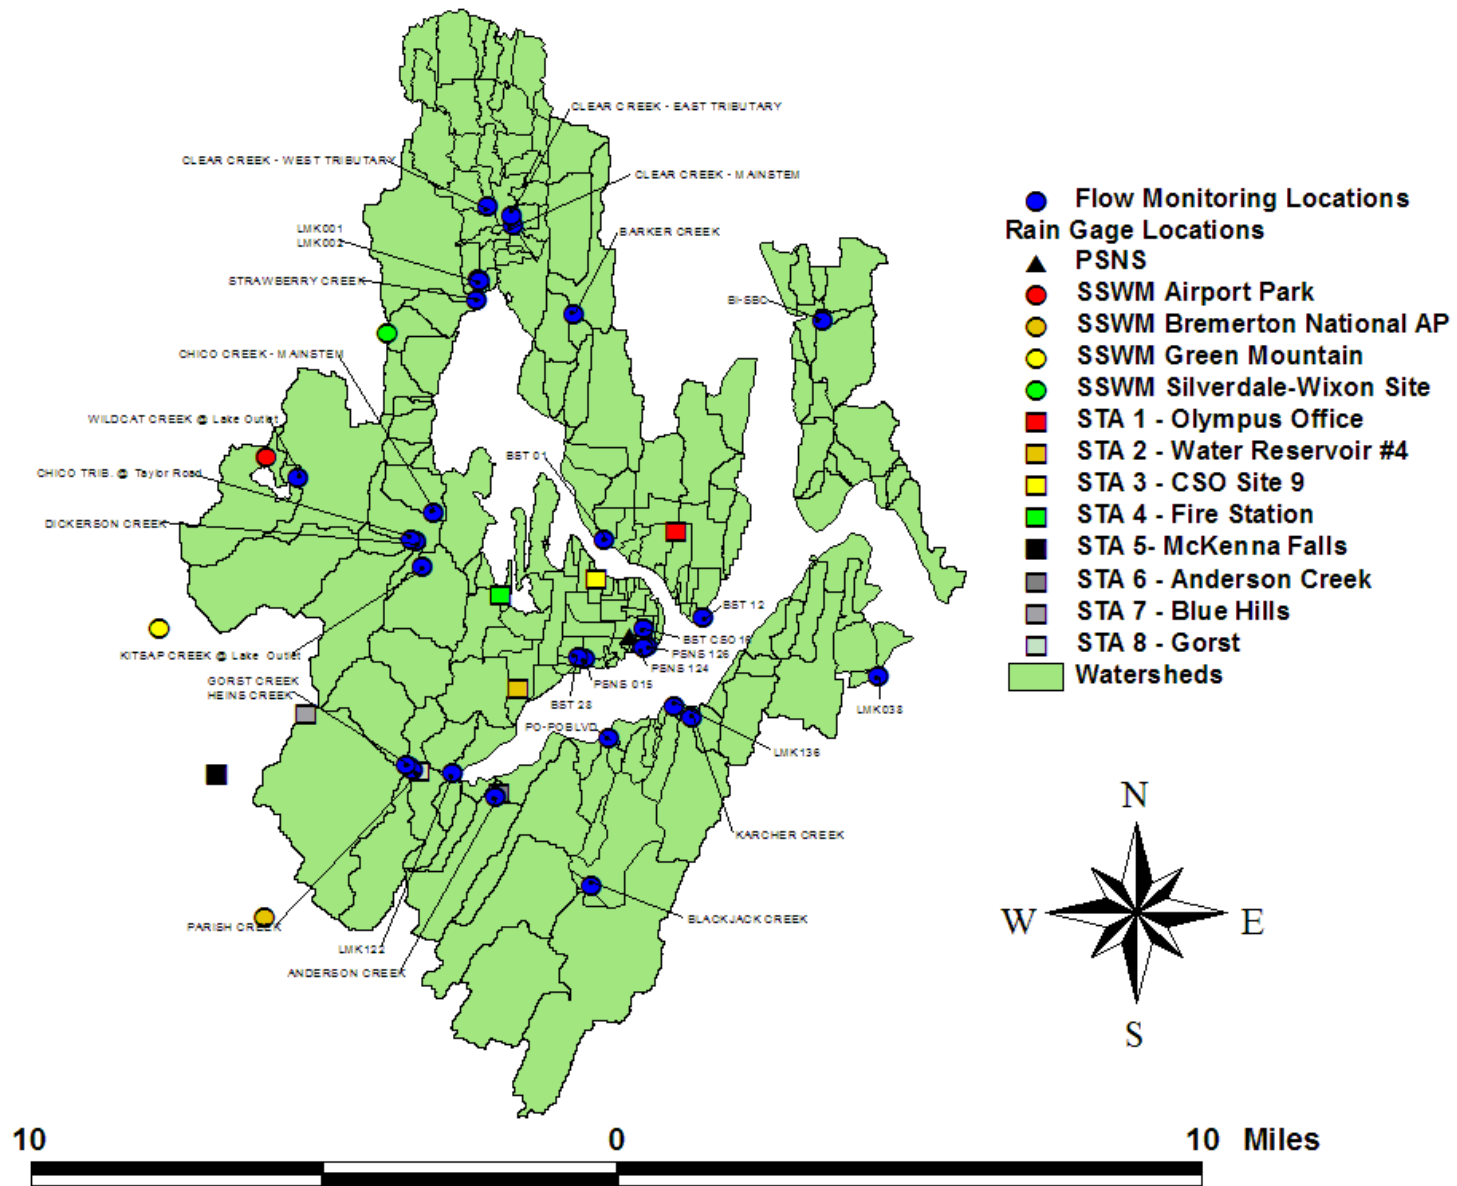 CLEAR CREEK - EAST TRIBUTARY
CLEAR CREEK - WEST TRIBUTARY
CLEAR CREEK - MAINSTEM
LMK001
LMK002
BARKER CREEK
STRAWBERRY CREEK
BI-SBC
CHICO CREEK - MAINSTEM
WILDCAT CREEK @ Lake Outlet
BST 01
CHICO TRIB. @ Taylor Road
DICKERSON CREEK
BST 12
BST CSO 16
KITSAP CREEK @ Lake Outlet
PSNS 126
PSNS 124
PSNS 015
GORST CREEK
HEINS CREEK
BST 28
LMK038
PO-POBLVD
LMK136
KARCHER CREEK
BLACKJACK CREEK
PARISH CREEK
LMK122
ANDERSON CREEK
Flow Monitoring Locations
Rain Gage Locations
PSNS
SSWM Airport Park
SSWM Bremerton National AP
SSWM Green Mountain
SSWM Silverdale-Wixon Site
STA 1 - Olympus Office
STA 2 - Water Reservoir #4
STA 3 - CSO Site 9
STA 4 - Fire Station
STA 5- McKenna Falls
STA 6 - Anderson Creek
STA 7 - Blue Hills
STA 8 - Gorst
Watersheds
N
W E
S
10 0 10 Miles